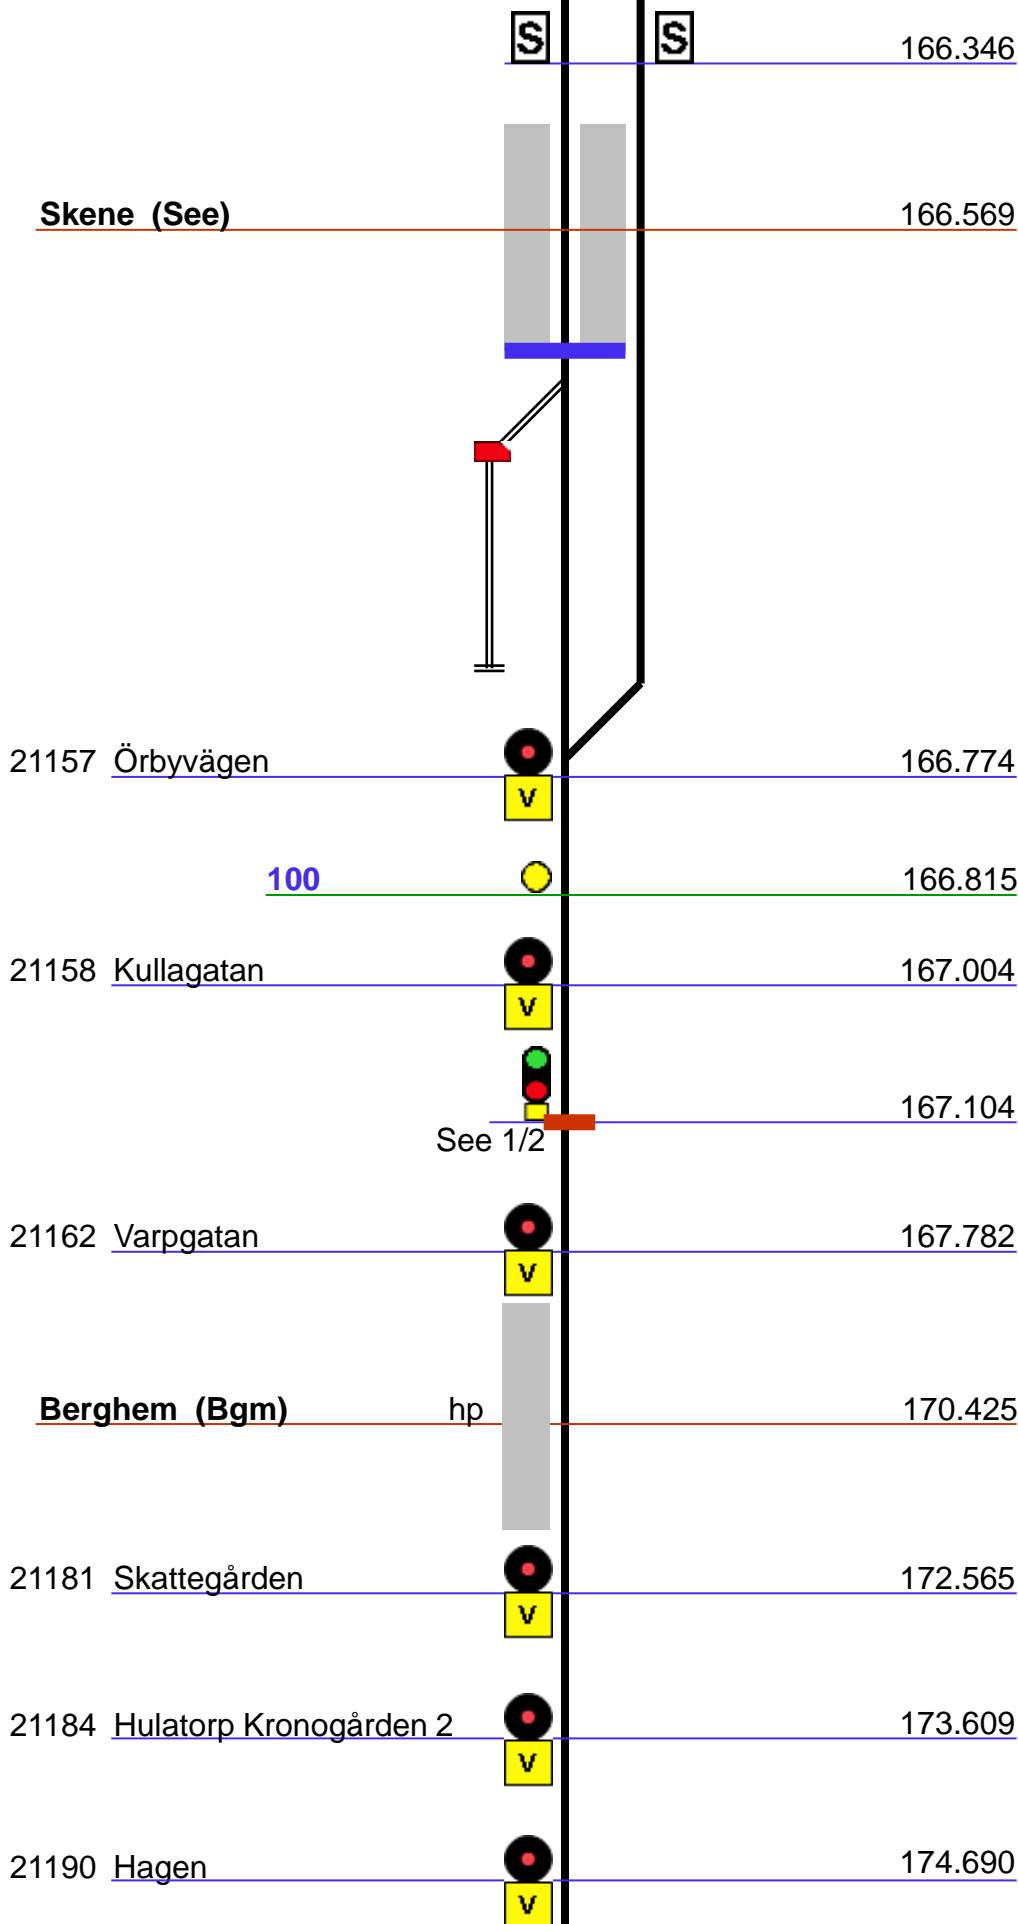 S S 166.346
Skene (See) 166.569
21157 Örbyvägen 166.774
V
100 166.815
21158 Kullagatan 167.004
V
167.104
See 1/2
21162 Varpgatan 167.782
V
Berghem (Bgm) hp 170.425
21181 Skattegården 172.565
V
21184 Hulatorp Kronogården 2 173.609
V
21190 Hagen 174.690
V